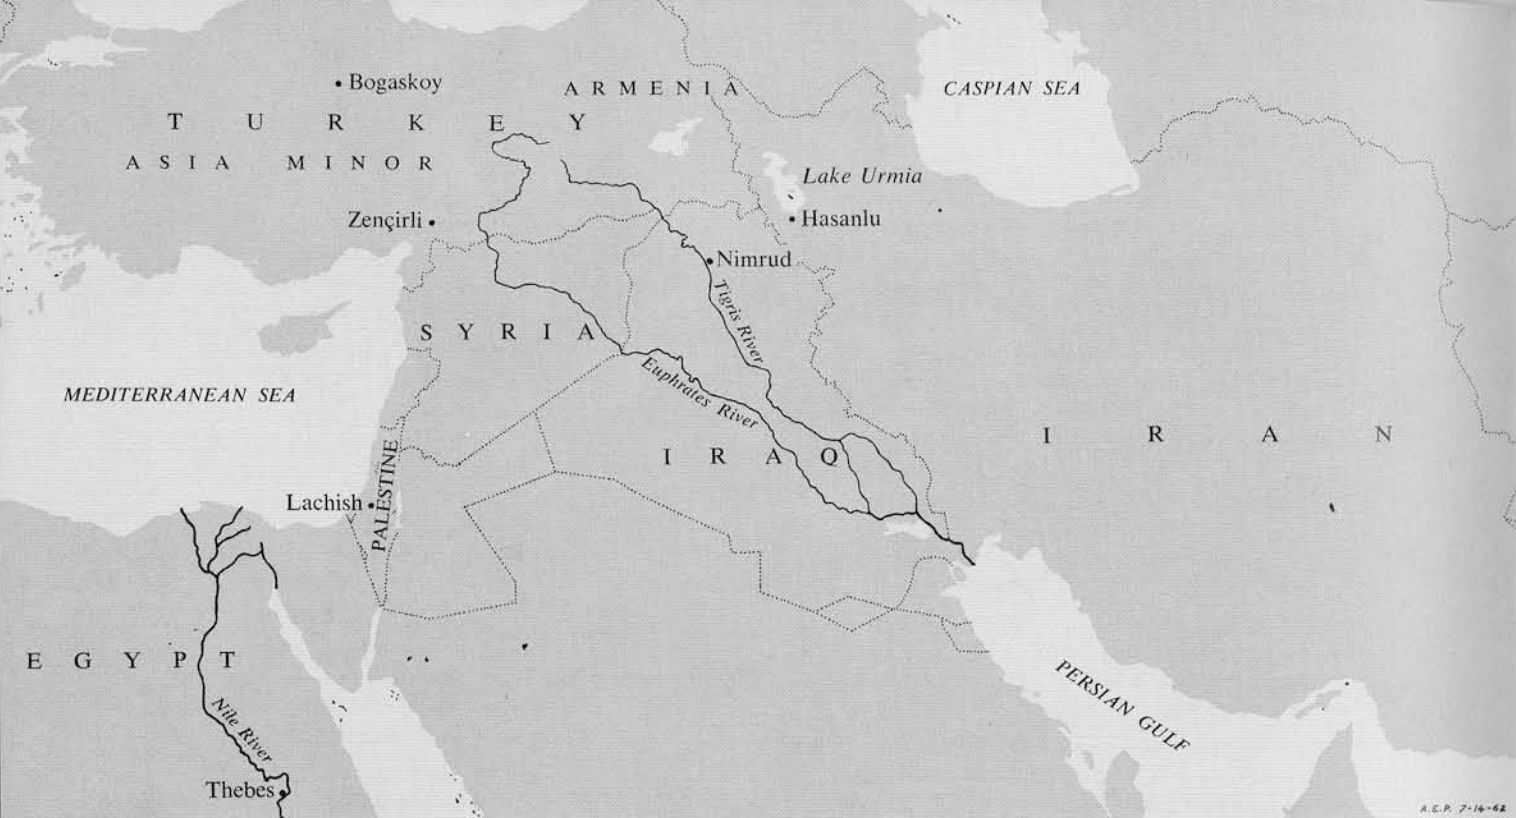 Bogaskoy
ARMENIA
CASPIAN SEA
TURKEY
ASIA MINOR
Lake Urmia
Zençirli
Hasanlu
Nimrud
Tigris River
SYRIA
Euphrates River
MEDITERRANEAN SEA
IRAN
IRAQ
PALESTINE
Lachish
EGYPT
PERSIAN GULF
Nile River
Thebes
A.E.P. 7-14-62